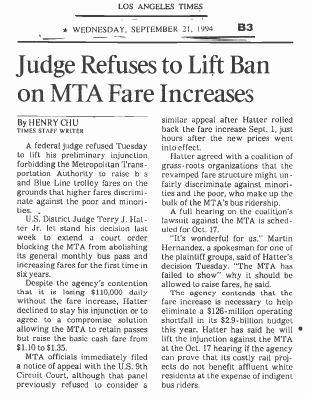 LOS ANGELES TIMES
★ WEDNESDAY, SEPTEMBER 21, 1994 B3
Judge Refuses to Lift Ban
on MTA Fare Increases
By HENRY CHU
TIMES STAFF WRITER
A federal judge refused Tuesday
to lift his preliminary injunction
forbidding the Metropolitan Trans-
portation Authority to raise b s
and Blue Line trolley fares on the
grounds that higher fares discrimi-
nate against the poor and minori-
ties.
U.S. District Judge Terry J. Hat-
ter Jr. let stand his decision last
week to extend a court order
blocking the MTA from abolishing
its general monthly bus pass and
increasing fares for the first time in
six years.
Despite the agency's contention
that it is losing $110,000 daily
without the fare increase, Hatter
declined to stay his injunction or to
agree to a compromise solution
allowing the MTA to retain passes
but raise the basic cash fare from
$1.10 to $1.35.
MTA officials immediately filed
a notice of appeal with the U.S. 9th
Circuit Court, although that panel
previously refused to consider a
similar appeal after Hatter rolled
back the fare increase Sept. 1, just
hours after the new prices went
into effect.
Hatter agreed with a coalition of
grass-roots organizations that the
revamped fare structure might un-
fairly discriminate against minori-
ties and the poor, who make up the
bulk of the MTA's bus ridership.
A full hearing on the coalition's
lawsuit against the MTA is sched-
uled for Oct. 17.
"It's wonderful for us," Martin
Hernandez, a spokesman for one of
the plaintiff groups, said of Hatter's
decision Tuesday. "The MTA has
failed to show" why it should be
allowed to raise fares, he said.
The agency contends that the
fare increase is necessary to help
eliminate a $126-million operating
shortfall in its $2.9-billion budget
this year. Hatter has said he will
lift the injunction against the MTA
at the Oct. 17 hearing if the agency
can prove that its costly rail proj-
ects do not benefit affluent white
residents at the expense of indigent
bus riders.